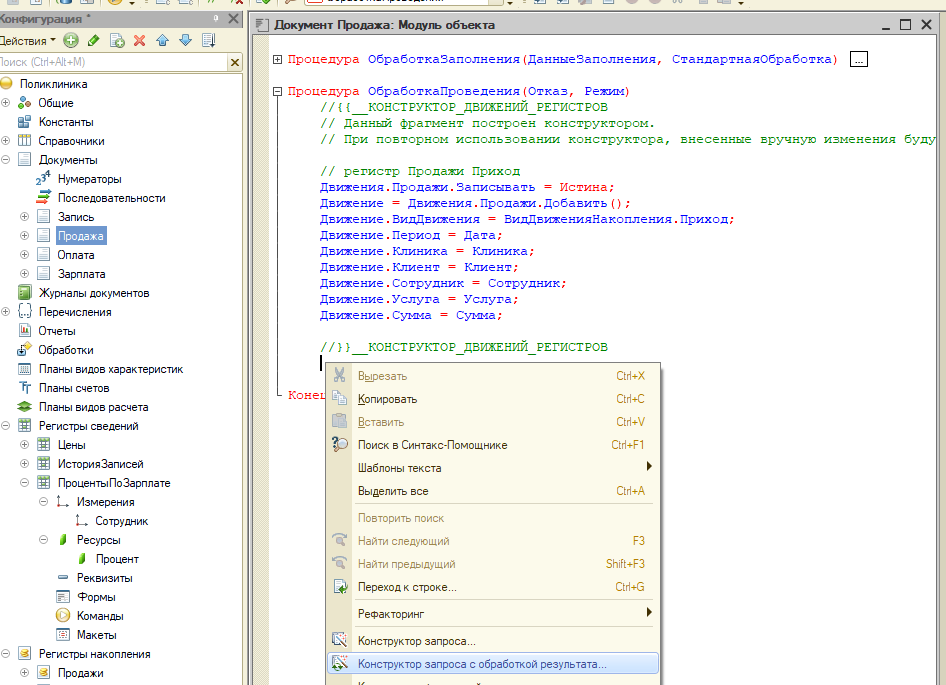 Конфигурация *
Действия
Поиск (Ctrl+Alt+M)
Поликлиника
Общие
Константы
Справочники
Документы
Нумераторы
Последовательности
Запись
Продажа
Оплата
Зарплата
Журналы документов
Перечисления
Отчеты
Обработки
Планы видов характеристик
Планы счетов
Планы видов расчета
Регистры сведений
Цены
ИсторияЗаписей
ПроцентыПоЗарплате
Измерения
Сотрудник
Ресурсы
Процент
Реквизиты
Формы
Команды
Макеты
Регистры накопления
Продажи
Документ Продажа: Модуль объекта
Процедура ОбработкаЗаполнения(ДанныеЗаполнения, СтандартнаяОбработка) ...
Процедура ОбработкаПроведения(Отказ, Режим)
//{{__КОНСТРУКТОР_ДВИЖЕНИЙ_РЕГИСТРОВ
// Данный фрагмент построен конструктором.
// При повторном использовании конструктора, внесенные вручную изменения буду
// регистр Продажи Приход
Движения.Продажи.Записывать = Истина;
Движение = Движения.Продажи.Добавить();
Движение.ВидДвижения = ВидДвиженияНакопления.Приход;
Движение.Период = Дата;
Движение.Клиника = Клиника;
Движение.Клиент = Клиент;
Движение.Сотрудник = Сотрудник;
Движение.Услуга = Услуга;
Движение.Сумма = Сумма;
//}}__КОНСТРУКТОР_ДВИЖЕНИЙ_РЕГИСТРОВ
Конец
Вырезать Ctrl+X
Копировать Ctrl+C
Вставить Ctrl+V
Поиск в Синтакс-Помощнике Ctrl+F1
Шаблоны текста
Выделить все Ctrl+A
Повторить поиск
Найти следующий F3
Найти предыдущий Shift+F3
Переход к строке... Ctrl+G
Рефакторинг
Конструктор запроса...
Конструктор запроса с обработкой результата...